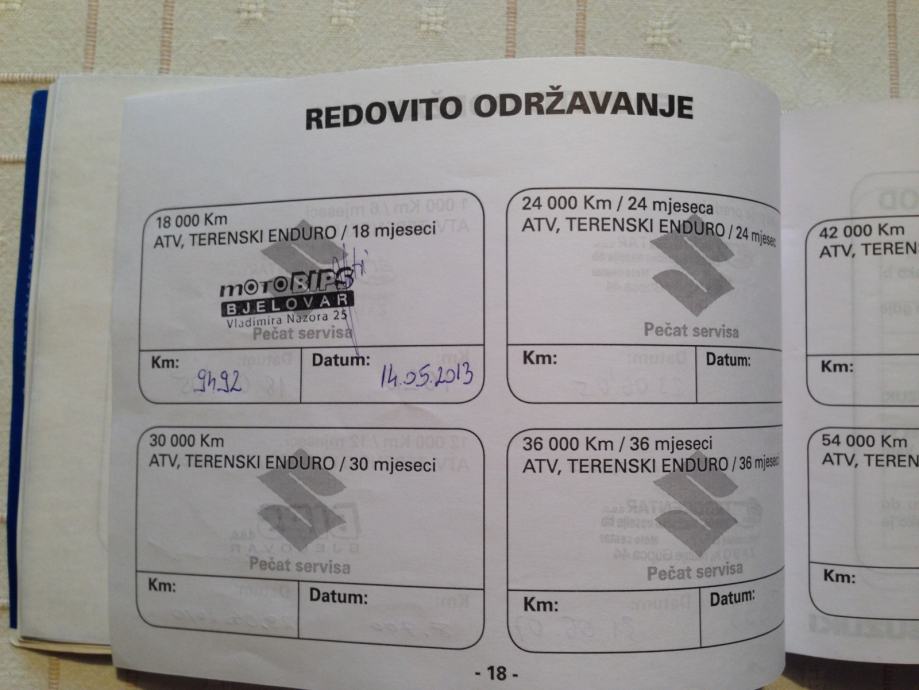 REDOVITO ODRŽAVANJE
18 000 Km
ATV, TERENSKI ENDURO / 18 mjeseci
motoBIPS
BJELOVAR
Vladimira Nazora 25
Pečat servisa
Km:
9492
Datum:
14.05.2013
24 000 Km / 24 mjeseca
ATV, TERENSKI ENDURO / 24 mjesec
Pečat servisa
Km:
Datum:
30 000 Km
ATV, TERENSKI ENDURO / 30 mjeseci
Pečat servisa
Km:
Datum:
36 000 Km / 36 mjeseci
ATV, TERENSKI ENDURO / 36 mjesec
Pečat servisa
Km:
Datum:
42 000 Km
ATV, TEREN
Km:
54 000 Km
ATV, TEREN
Km:
- 18 -